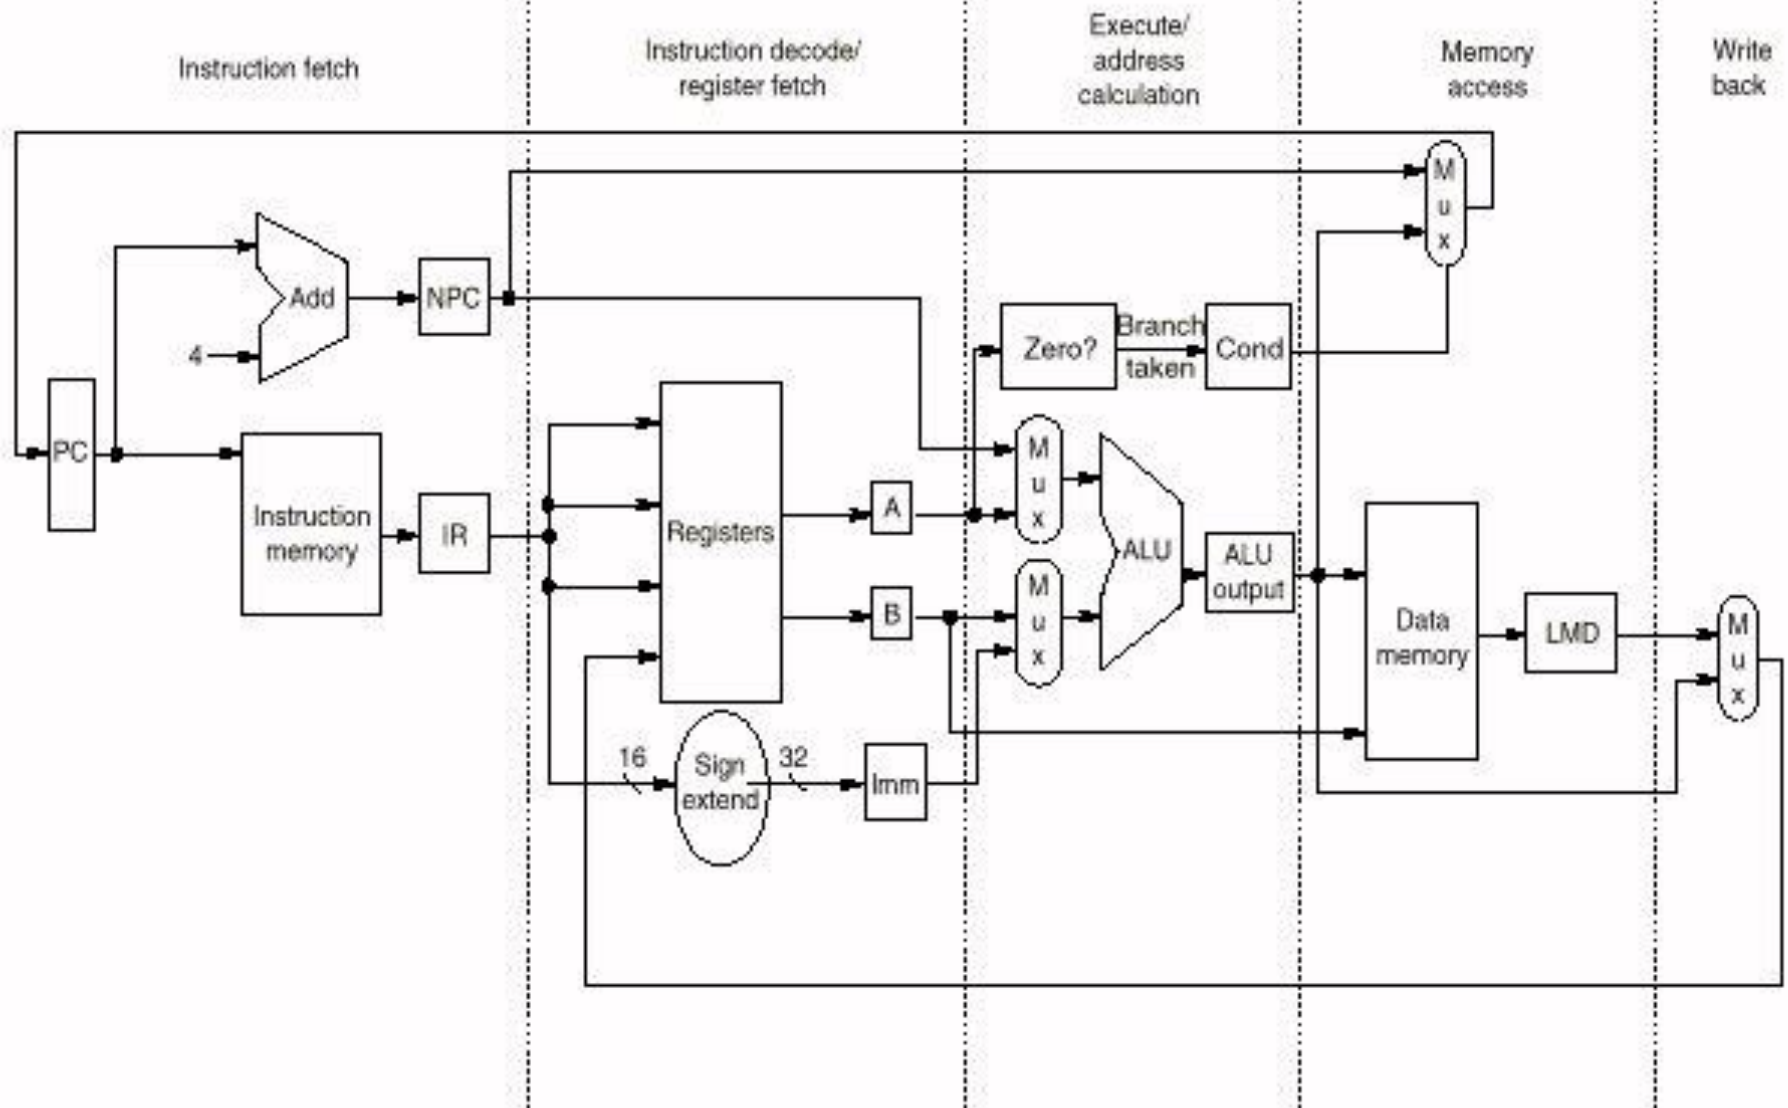 Instruction fetch
Instruction decode/
register fetch
Execute/
address
calculation
Memory
access
Write
back
M
u
x
Add
NPC
4
Zero?
Branch
taken
Cond
PC
Instruction
memory
IR
Registers
A
B
M
u
x
M
u
x
ALU
ALU
output
Data
memory
LMD
M
u
x
16
Sign
extend
32
Imm